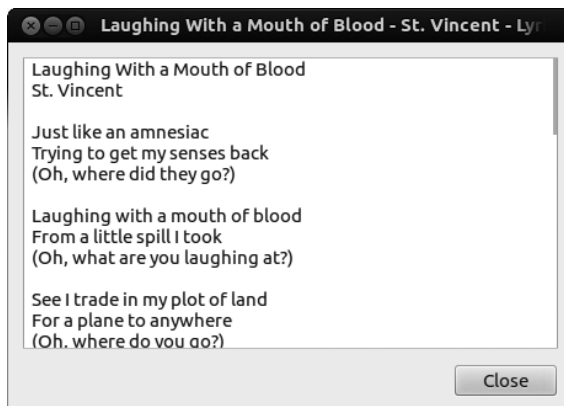 Laughing With a Mouth of Blood - St. Vincent - Lyr
Laughing With a Mouth of Blood
St. Vincent
Just like an amnesiac
Trying to get my senses back
(Oh, where did they go?)
Laughing with a mouth of blood
From a little spill I took
(Oh, what are you laughing at?)
See I trade in my plot of land
For a plane to anywhere
(Oh, where do you go?)
Close